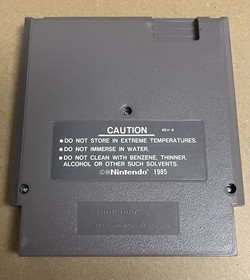 CAUTION
REV-A
●DO NOT STORE IN EXTREME TEMPERATURES.
●DO NOT IMMERSE IN WATER.
●DO NOT CLEAN WITH BENZENE, THINNER,
ALCOHOL OR OTHER SUCH SOLVENTS.
©®Nintendo® 1985
Nintendo